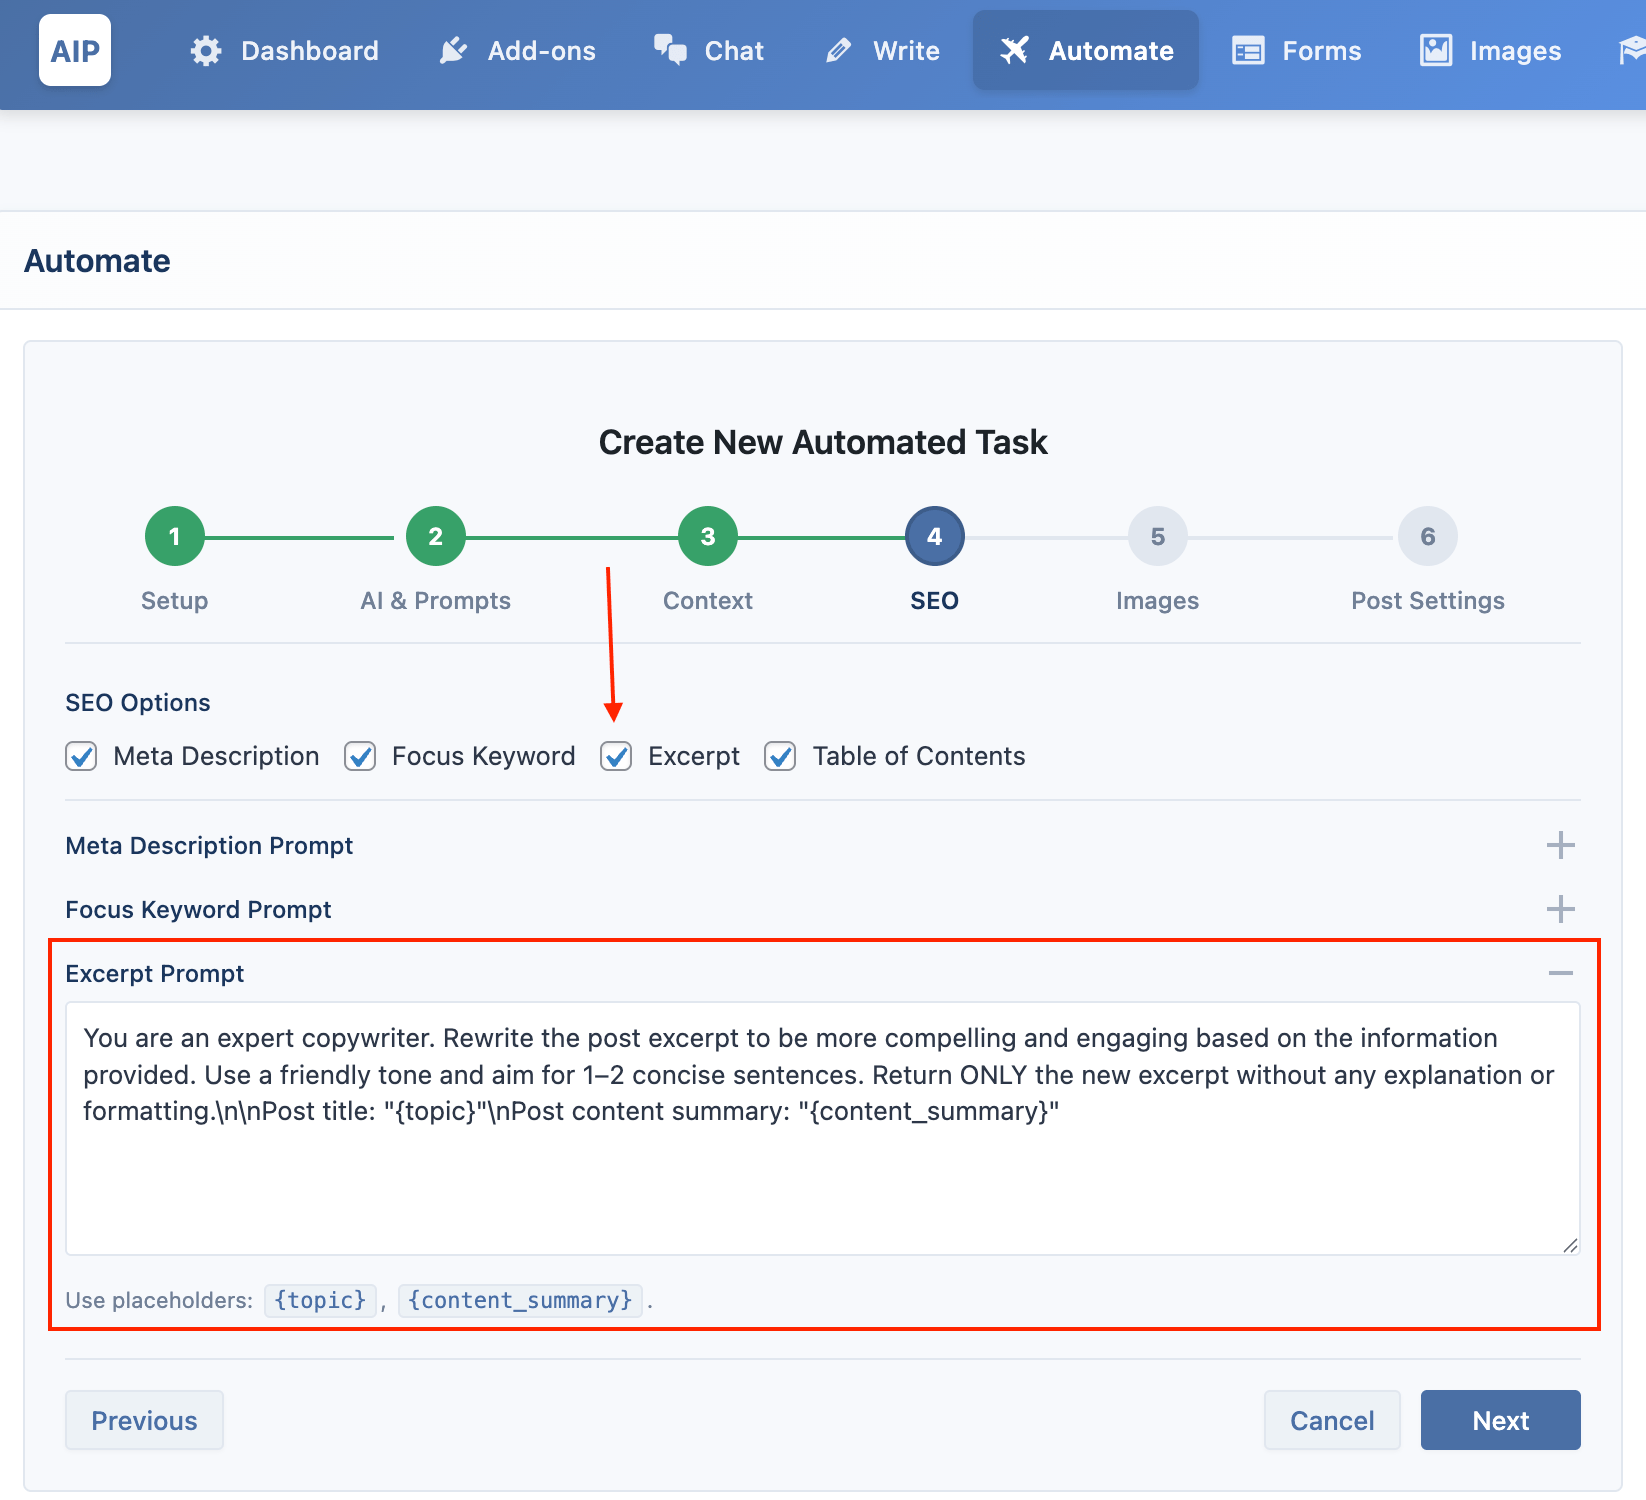 AIP
Dashboard
Add-ons
Chat
Write
Automate
Forms
Images
Automate
Create New Automated Task
1
2
3
4
5
6
Setup
AI & Prompts
Context
SEO
Images
Post Settings
SEO Options
Meta Description
Focus Keyword
Excerpt
Table of Contents
Meta Description Prompt
Focus Keyword Prompt
Excerpt Prompt
You are an expert copywriter. Rewrite the post excerpt to be more compelling and engaging based on the information
provided. Use a friendly tone and aim for 1–2 concise sentences. Return ONLY the new excerpt without any explanation or
formatting.\n\nPost title: "{topic}"\nPost content summary: "{content_summary}"
Use placeholders: {topic} , {content_summary} .
Previous
Cancel
Next